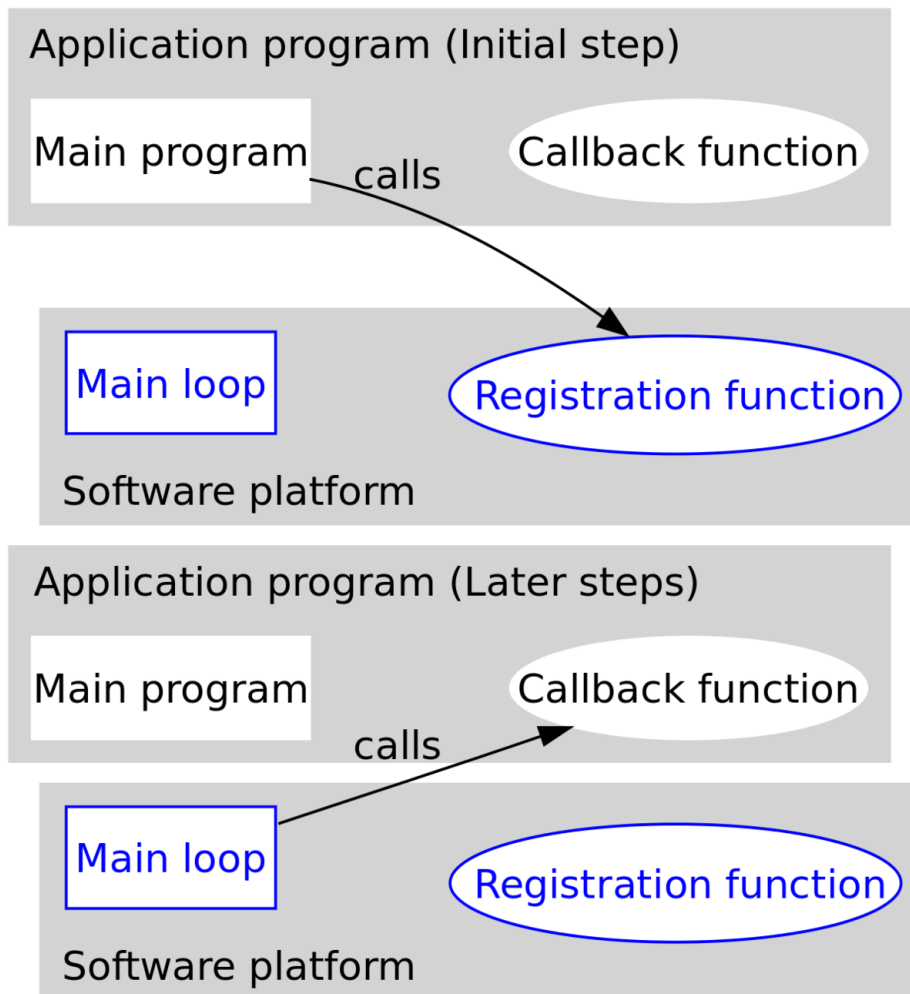 Application program (Initial step)
Main program
calls
Callback function
Main loop
Registration function
Software platform
Application program (Later steps)
Main program
Callback function
calls
Main loop
Registration function
Software platform